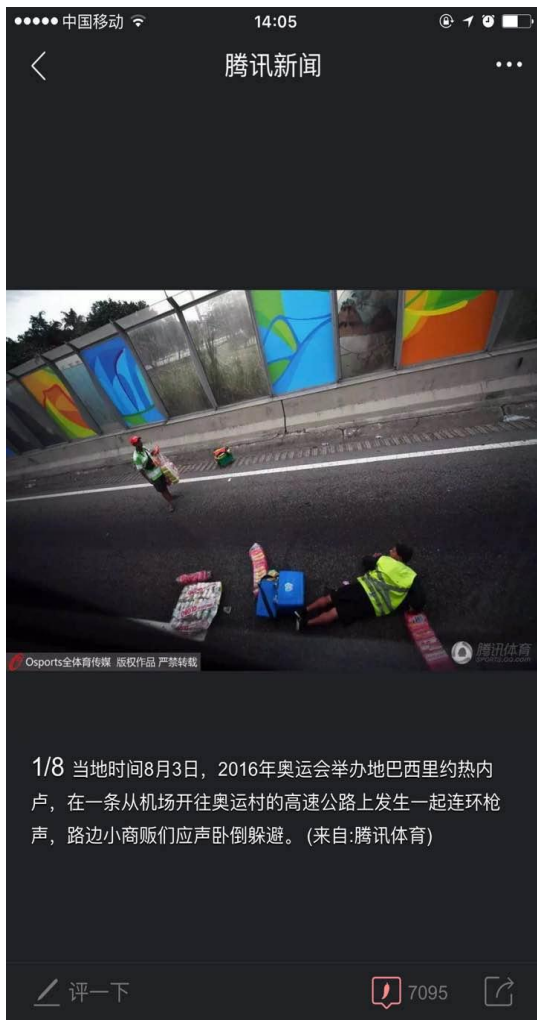 中国移动
14:05
腾讯新闻
Osports全体育传媒 版权作品 严禁转载
腾讯体育
SPORTS.QQ.COM
1/8 当地时间8月3日，2016年奥运会举办地巴西里约热内
卢，在一条从机场开往奥运村的高速公路上发生一起连环枪
声，路边小商贩们应声卧倒躲避。(来自:腾讯体育)
评一下
7095